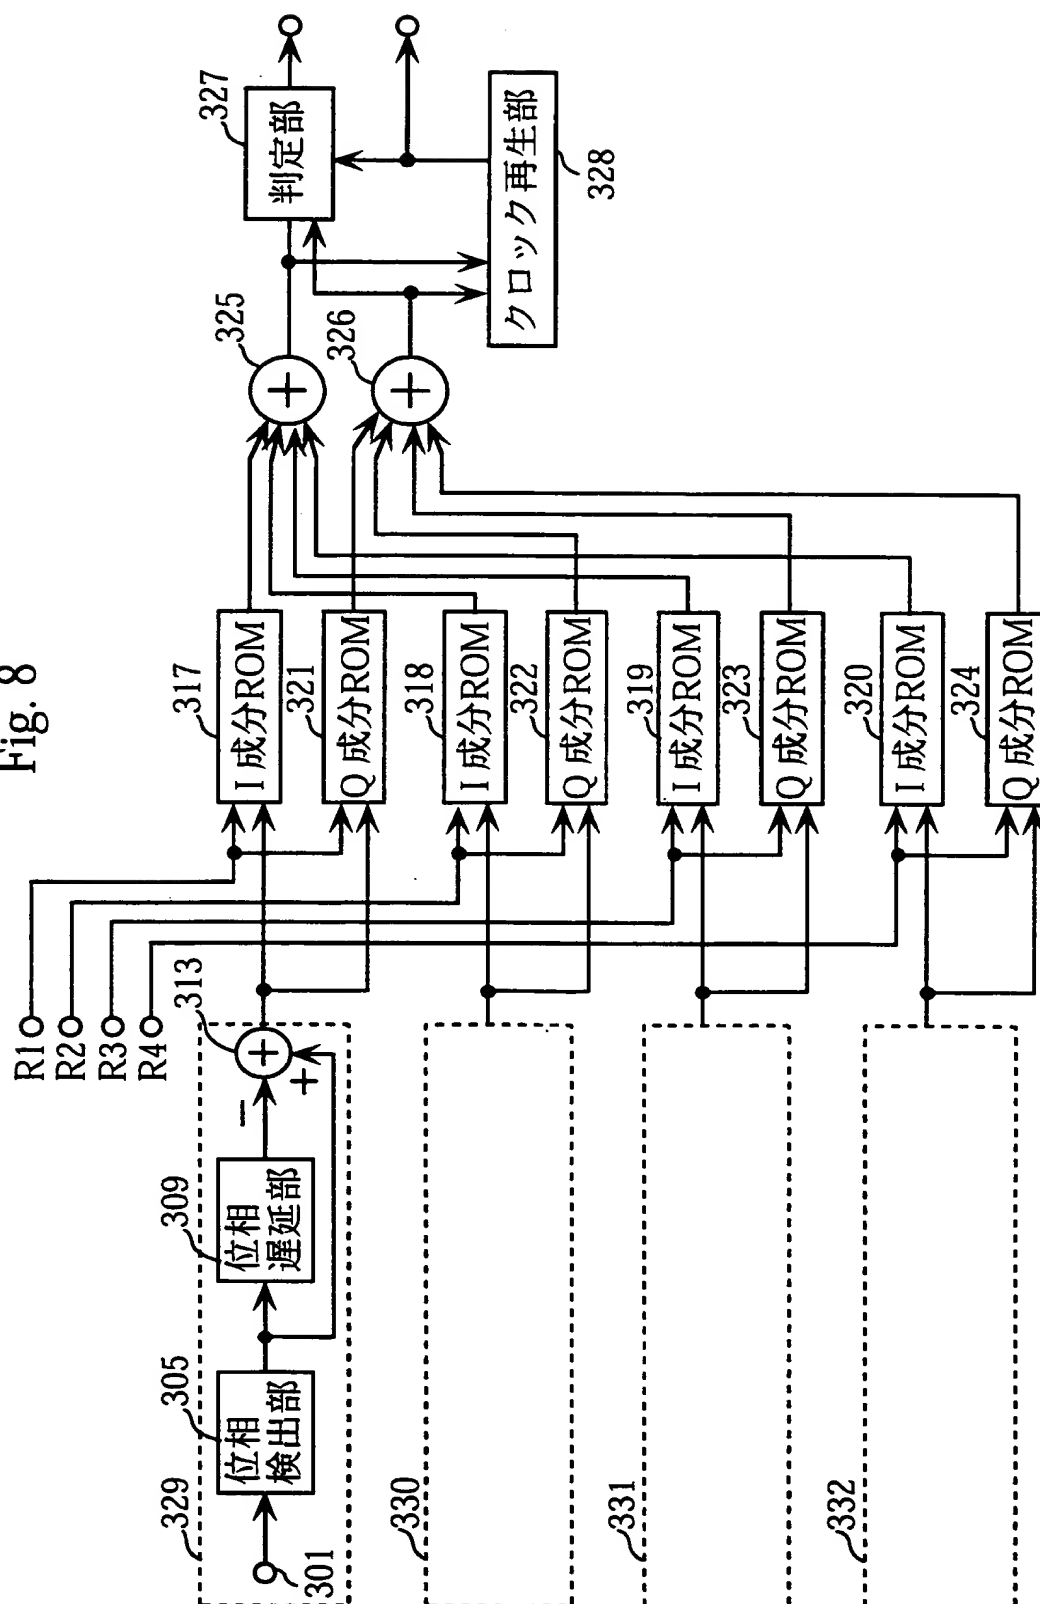 Fig. 8
R1
R2
R3
R4
329
301
305
位相
検出部
309
位相
遅延部
313
−
+
+
330
331
332
317
I 成分ROM
321
Q 成分ROM
318
I 成分ROM
322
Q 成分ROM
319
I 成分ROM
323
Q 成分ROM
320
I 成分ROM
324
Q 成分ROM
325
+
326
+
327
判定部
328
クロック再生部